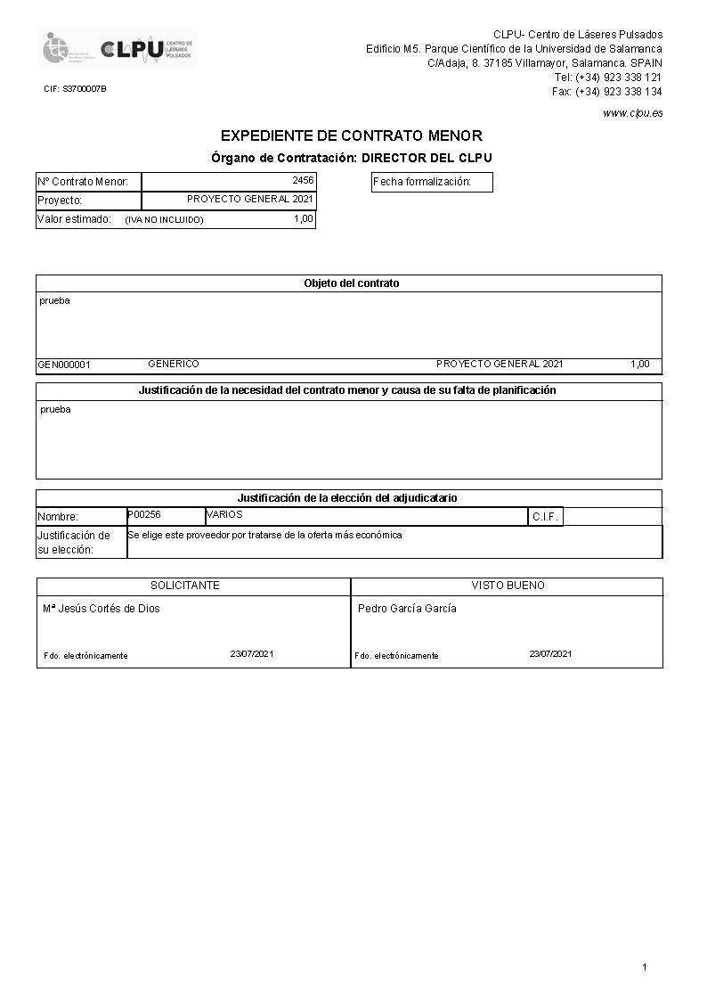 CLPU CENTRO DE
LÁSERES
PULSADOS
CLPU- Centro de Láseres Pulsados
Edificio M5. Parque Científico de la Universidad de Salamanca
C/Adaja, 8. 37185 Villamayor, Salamanca. SPAIN
Tel: (+34) 923 338 121
CIF: S3700007B
Fax: (+34) 923 338 134
www.clpu.es
EXPEDIENTE DE CONTRATO MENOR
Órgano de Contratación: DIRECTOR DEL CLPU
Nº Contrato Menor: 2456 Fecha formalización:
Proyecto: PROYECTO GENERAL 2021
Valor estimado: (IVA NO INCLUIDO) 1,00
Objeto del contrato
prueba
GEN000001 GENERICO PROYECTO GENERAL 2021 1,00
Justificación de la necesidad del contrato menor y causa de su falta de planificación
prueba
Justificación de la elección del adjudicatario
Nombre: P00256 VARIOS C.I.F.
Justificación de su elección: Se elige este proveedor por tratarse de la oferta más económica
SOLICITANTE VISTO BUENO
Mª Jesús Cortés de Dios Pedro García García
Fdo. electrónicamente 23/07/2021 Fdo. electrónicamente 23/07/2021
1